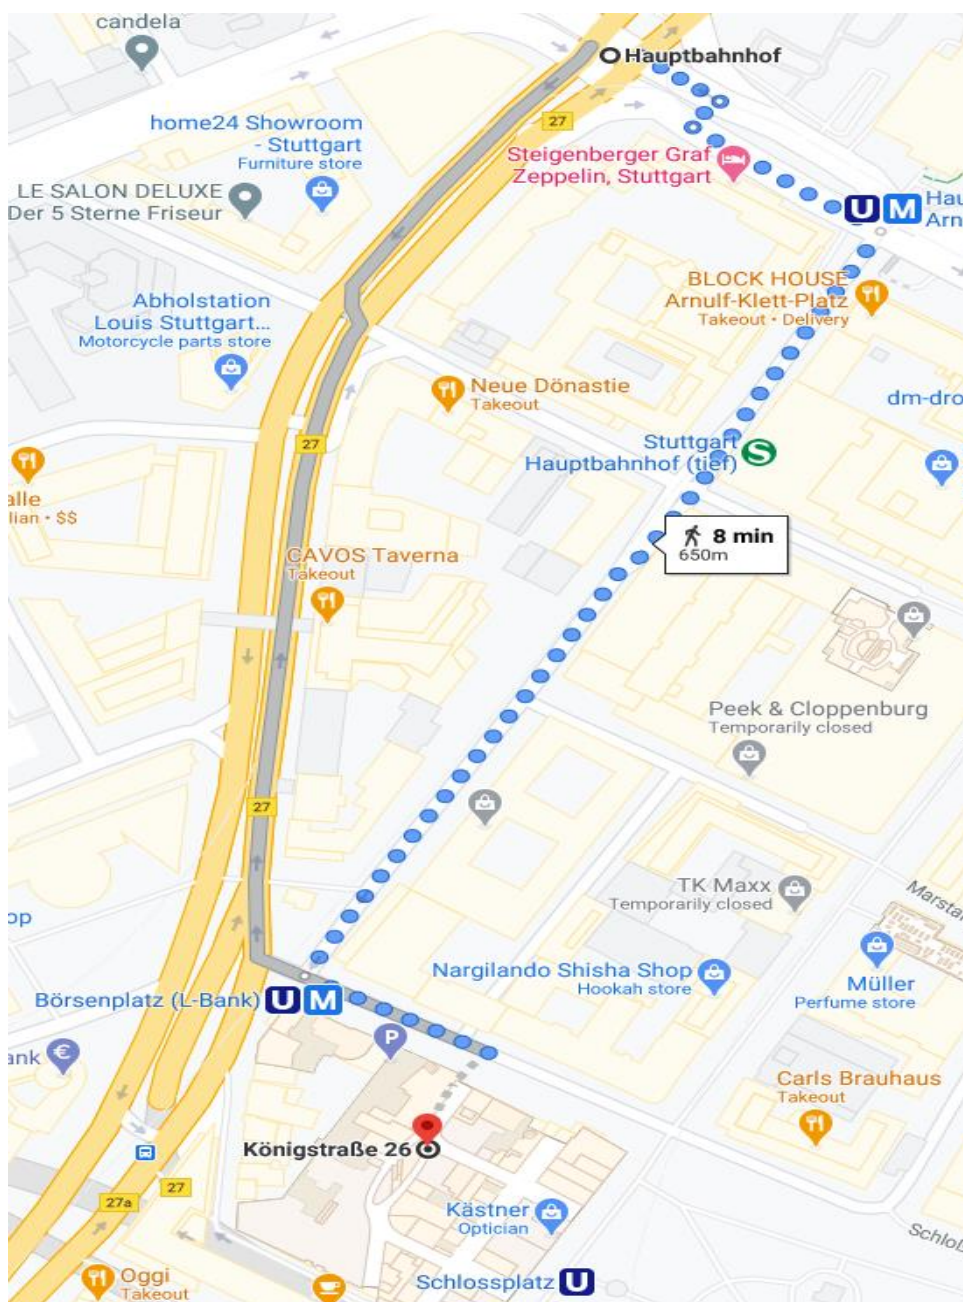 candela
Hauptbahnhof
27
home24 Showroom
- Stuttgart
Furniture store
Steigenberger Graf
Zeppelin, Stuttgart
LE SALON DELUXE
Der 5 Sterne Friseur
U M
Hau
Arn
BLOCK HOUSE
Arnulf-Klett-Platz
Takeout • Delivery
Abholstation
Louis Stuttgart...
Motorcycle parts store
Neue Dönastie
Takeout
dm-dro
27
Stuttgart
Hauptbahnhof (tief)
S
alle
lian • $$
8 min
650m
CAVOS Taverna
Takeout
Peek & Cloppenburg
Temporarily closed
27
TK Maxx
Temporarily closed
Marsta
op
Nargilando Shisha Shop
Hookah store
Müller
Perfume store
Börsenplatz (L-Bank)
U M
P
ank
€
Carls Brauhaus
Takeout
Königstraße 26
27
27a
Kästner
Optician
Schlo
Oggi
Takeout
Schlossplatz
U